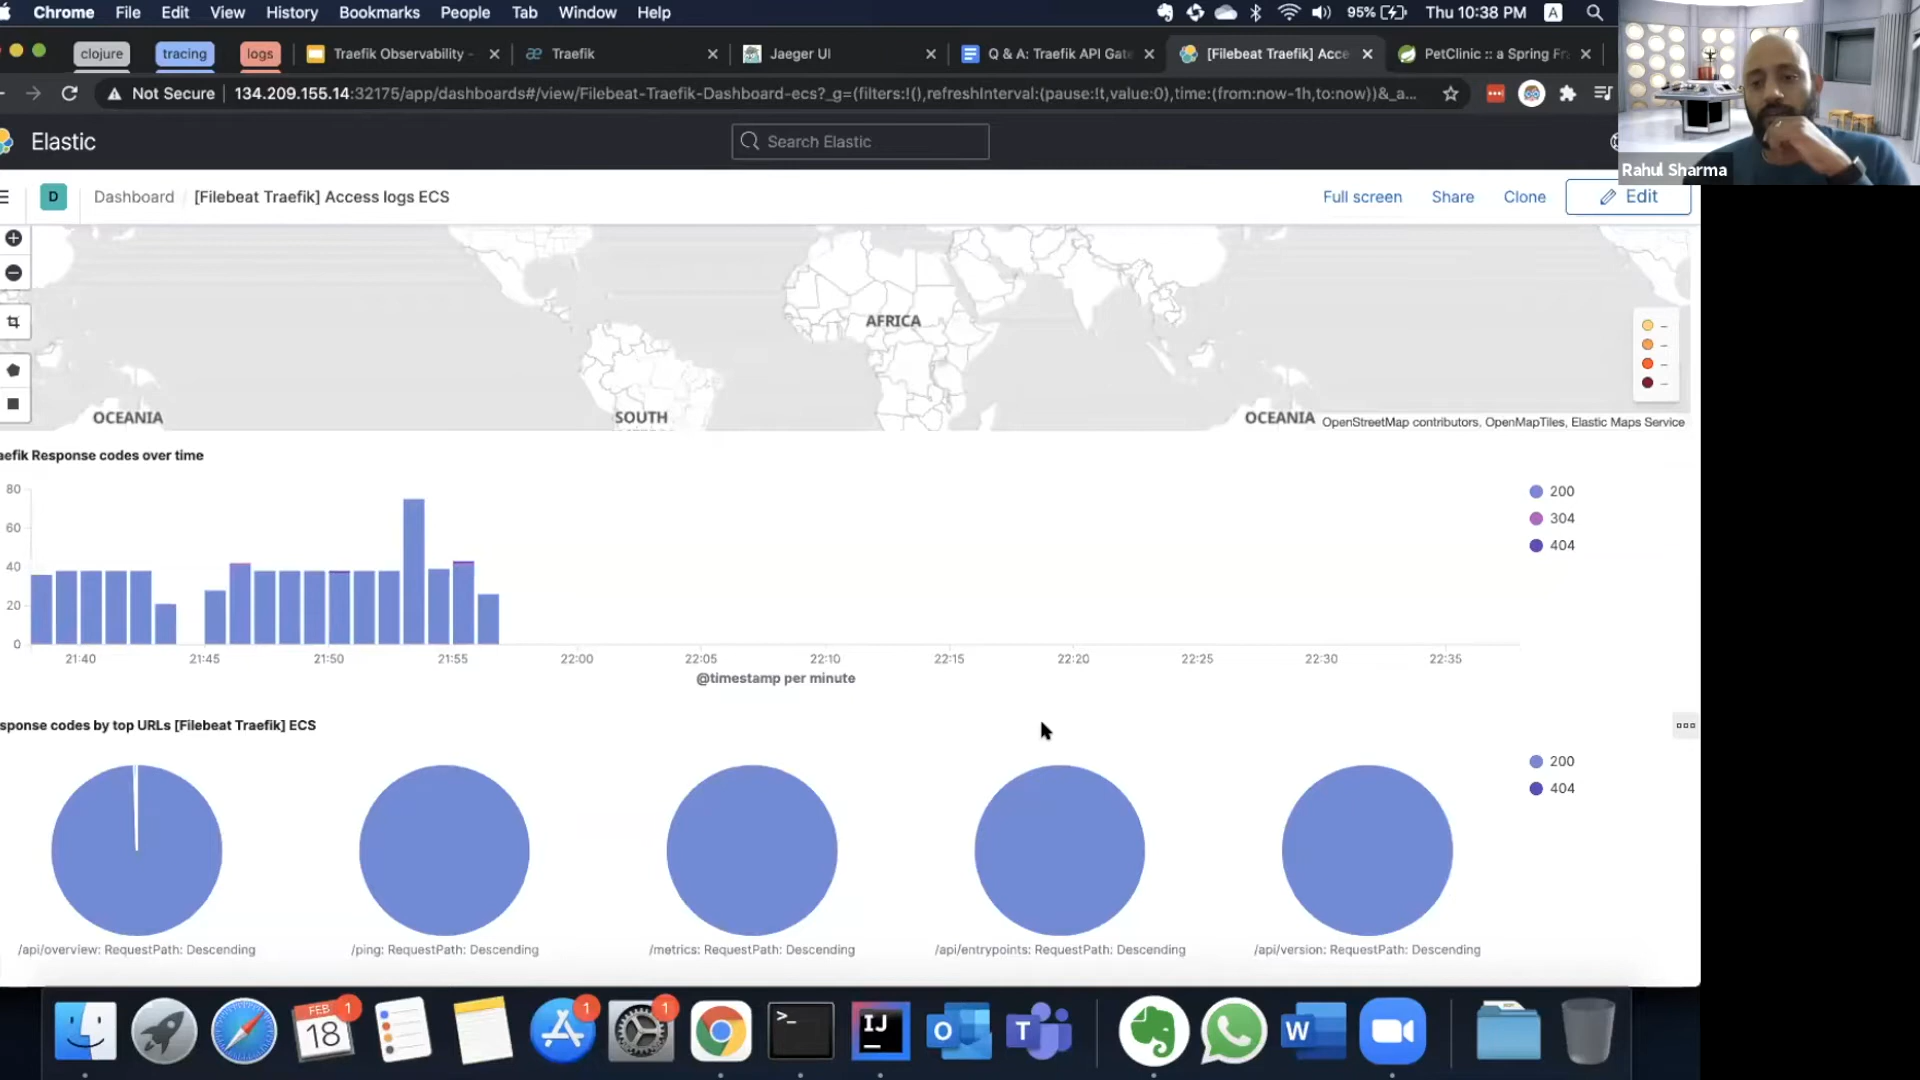 Chrome File Edit View History Bookmarks People Tab Window Help 95% Thu 10:38 PM A
clojure tracing logs Traefik Observability - Traefik Jaeger UI Q & A: Traefik API Gate [Filebeat Traefik] Acce PetClinic :: a Spring Fra
Not Secure 134.209.155.14:32175/app/dashboards#/view/Filebeat-Traefik-Dashboard-ecs?_g=(filters:!(),refreshInterval:(pause:!t,value:0),time:(from:now-1h,to:now))&_a...
Elastic Search Elastic
Rahul Sharma
D Dashboard / [Filebeat Traefik] Access logs ECS Full screen Share Clone Edit
AFRICA
OCEANIA SOUTH OCEANIA
OpenStreetMap contributors, OpenMapTiles, Elastic Maps Service
aefik Response codes over time
80
60
40
20
0
200
304
404
21:40 21:45 21:50 21:55 22:00 22:05 22:10 22:15 22:20 22:25 22:30 22:35
@timestamp per minute
sponse codes by top URLs [Filebeat Traefik] ECS
200
404
/api/overview: RequestPath: Descending /ping: RequestPath: Descending /metrics: RequestPath: Descending /api/entrypoints: RequestPath: Descending /api/version: RequestPath: Descending
FEB 18 1 1 1 >_ IJ O T W